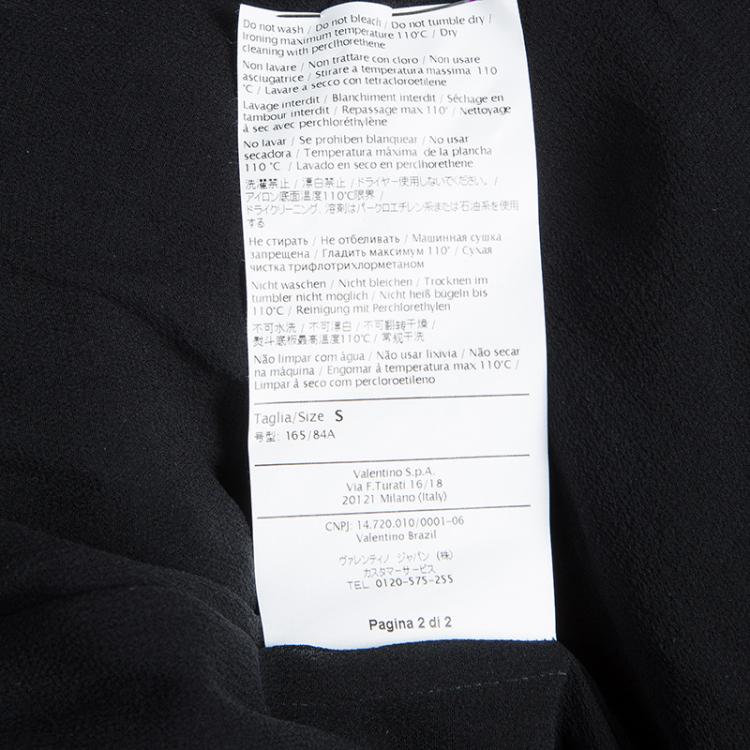 Do not wash / Do not bleach / Do not tumble dry /
Ironing maximum temperature 110°C / Dry
cleaning with perclhorethene
Non lavare / Non trattare con cloro / Non usare
asciugatrice / Stirare a temperatura massima 110
°C / Lavare a secco con tetracloroetilene
Lavage interdit / Blanchiment interdit / Séchage en
tambour interdit / Repassage max 110° / Nettoyage
à sec avec perchloréthylène
No lavar / Se prohiben blanquear / No usar
secadora / Temperatura máxima de la plancha
110 °C / Lavado en seco en perclhorethene
洗濯禁止 / 漂白禁止 / ドライヤー使用しないでください。 /
アイロン底面温度110℃限界 /
ドライクリーニング、溶剤はパークロエチレン系または石油系を使用
する
Не стирать / Не отбеливать / Машинная сушка
запрещена / Гладить максимум 110° / Сухая
чистка трифлотрихлорметаном
Nicht waschen / Nicht bleichen / Trocknen im
tumbler nicht möglich / Nicht heiß bügeln bis
110°C / Reinigung mit Perchlorethylen
不可水洗 / 不可漂白 / 不可翻转干燥 /
熨斗底板最高温度110℃ / 常规干洗
Não limpar com água / Não usar lixivia / Não secar
na máquina / Engomar à temperatura max 110°C /
Limpar à seco com percloroetileno
Taglia/Size S
号型: 165/84A
Valentino S.p.A.
Via F.Turati 16/18
20121 Milano (Italy)
CNPJ: 14.720.010/0001-06
Valentino Brazil
ヴァレンティノ ジャパン (株)
カスタマーサービス
TEL 0120-575-255
Pagina 2 di 2